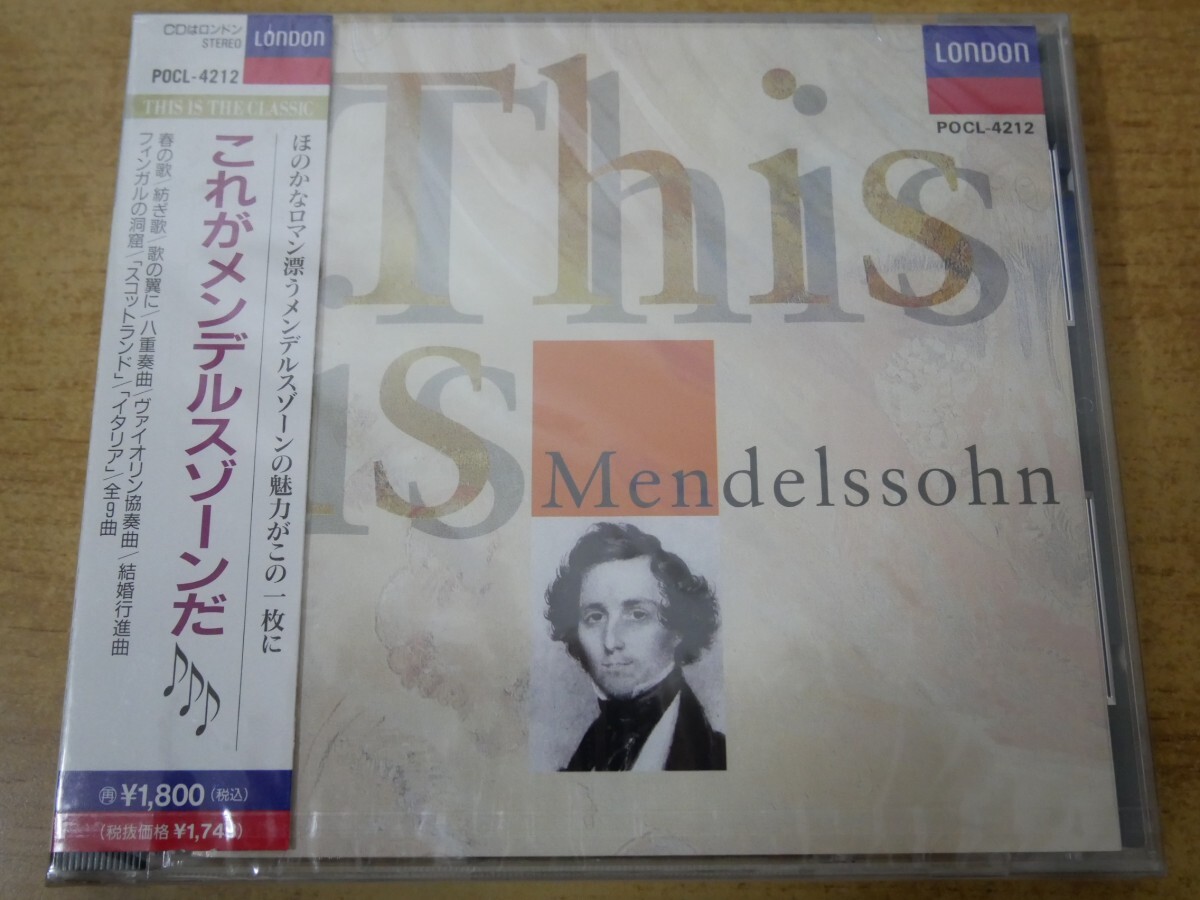 CDはロンドン
STEREO
LONDON
POCL-4212
THIS IS THE CLASSIC
ほのかなロマン漂うメンデルスゾーンの魅力がこの一枚に
これがメンデルスゾーンだ
春の歌/紡ぎ歌/歌の翼に/八重奏曲/ヴァイオリン協奏曲/結婚行進曲
フィンガルの洞窟/「スコットランド」/「イタリア」/全9曲
再 ¥1,800 (税込)
(税抜価格 ¥1,748)
This
is
Mendelssohn
LONDON
POCL-4212